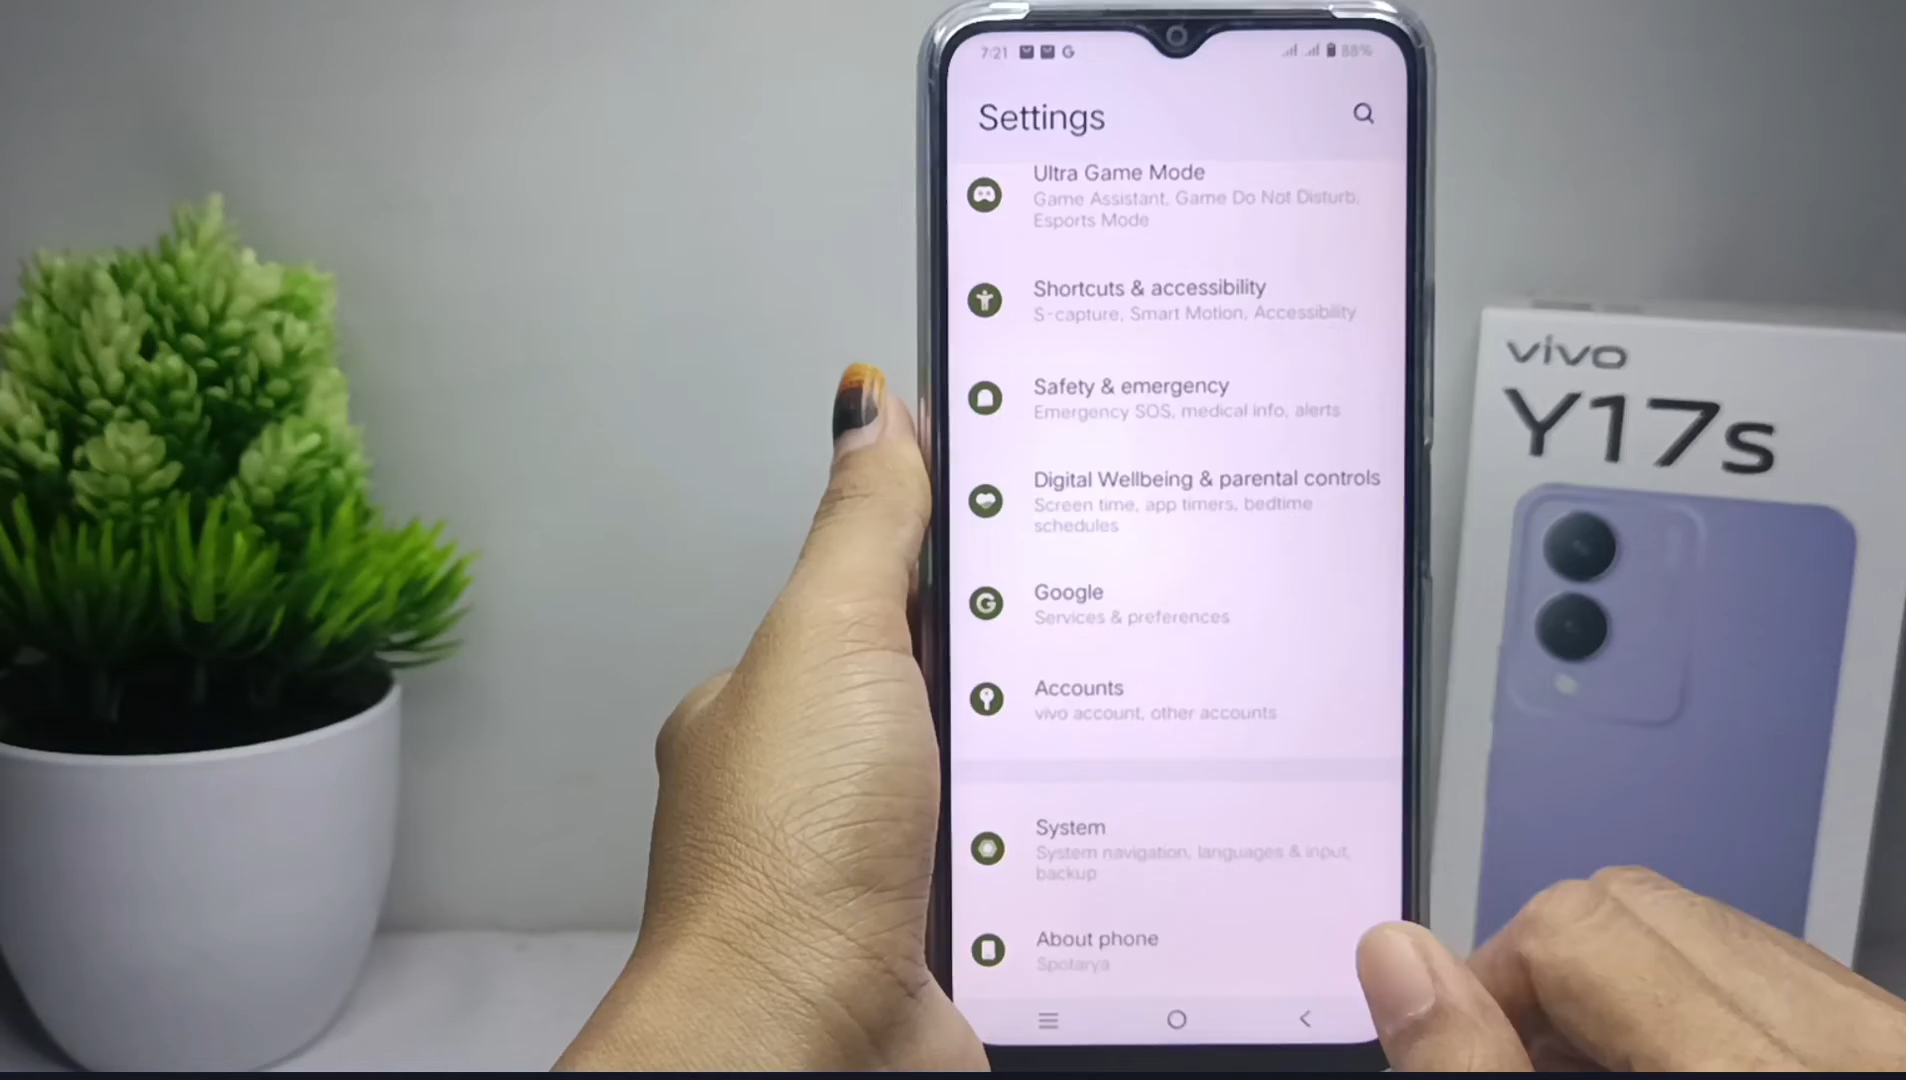 7:21 G 88%
Settings
Ultra Game Mode
Game Assistant, Game Do Not Disturb,
Esports Mode
Shortcuts & accessibility
S-capture, Smart Motion, Accessibility
Safety & emergency
Emergency SOS, medical info, alerts
Digital Wellbeing & parental controls
Screen time, app timers, bedtime
schedules
Google
Services & preferences
Accounts
vivo account, other accounts
System
System navigation, languages & input,
backup
About phone
Spotarya
vivo
Y17s